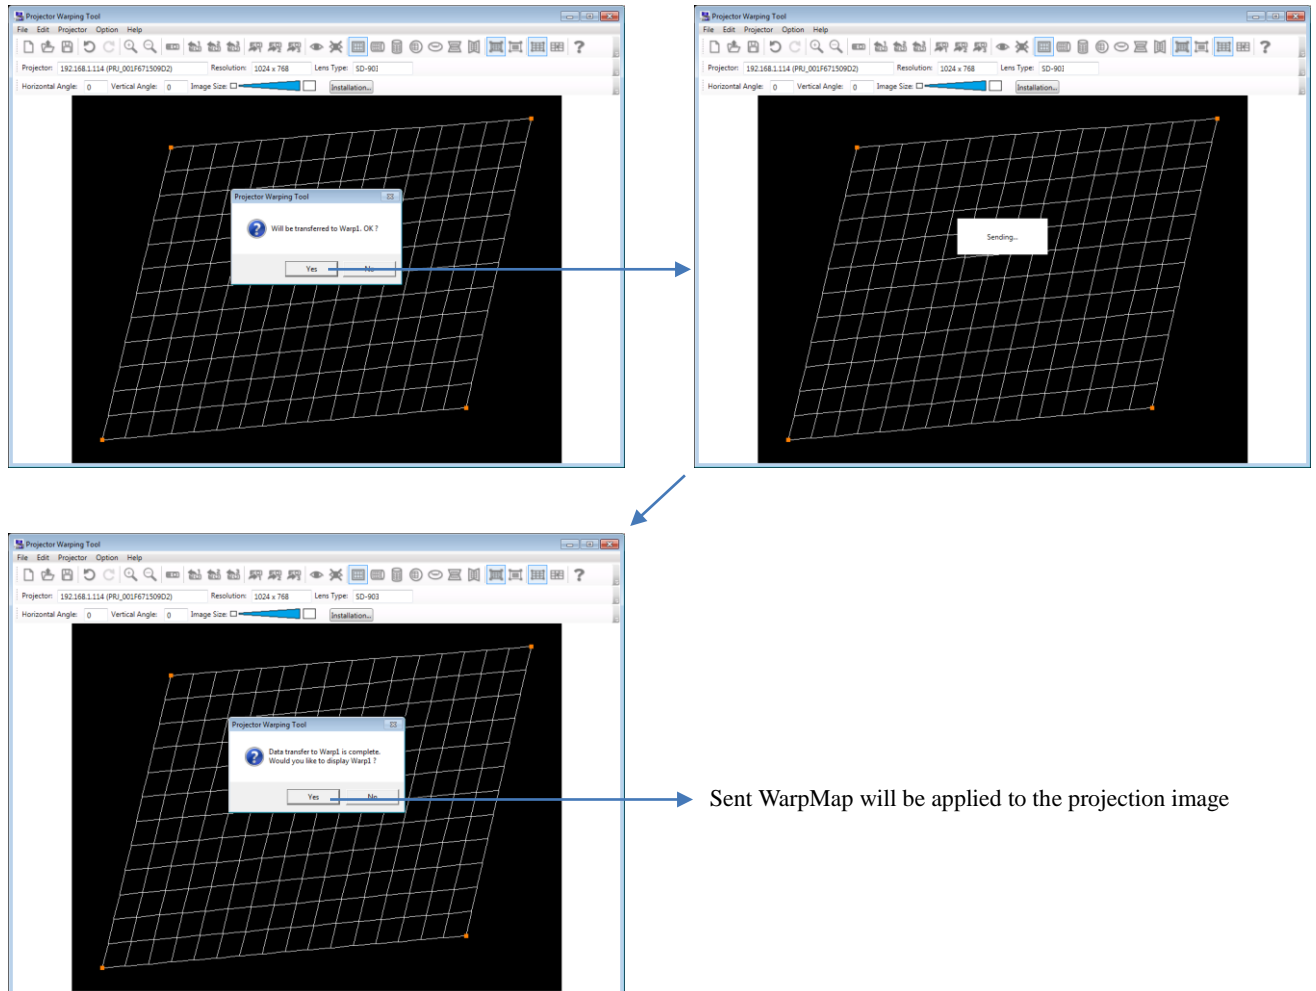 Projector Warping Tool
File Edit Projector Option Help
Projector: 192.168.1.114 (PRJ_001F671509D2) Resolution: 1024 x 768 Lens Type: SD-903
Horizontal Angle: 0 Vertical Angle: 0 Image Size: Installation...
Projector Warping Tool
Will be transferred to Warp1. OK ?
Yes No
Projector Warping Tool
File Edit Projector Option Help
Projector: 192.168.1.114 (PRJ_001F671509D2) Resolution: 1024 x 768 Lens Type: SD-903
Horizontal Angle: 0 Vertical Angle: 0 Image Size: Installation...
Sending...
Projector Warping Tool
File Edit Projector Option Help
Projector: 192.168.1.114 (PRJ_001F671509D2) Resolution: 1024 x 768 Lens Type: SD-903
Horizontal Angle: 0 Vertical Angle: 0 Image Size: Installation...
Projector Warping Tool
Data transfer to Warp1 is complete.
Would you like to display Warp1 ?
Yes No
Sent WarpMap will be applied to the projection image